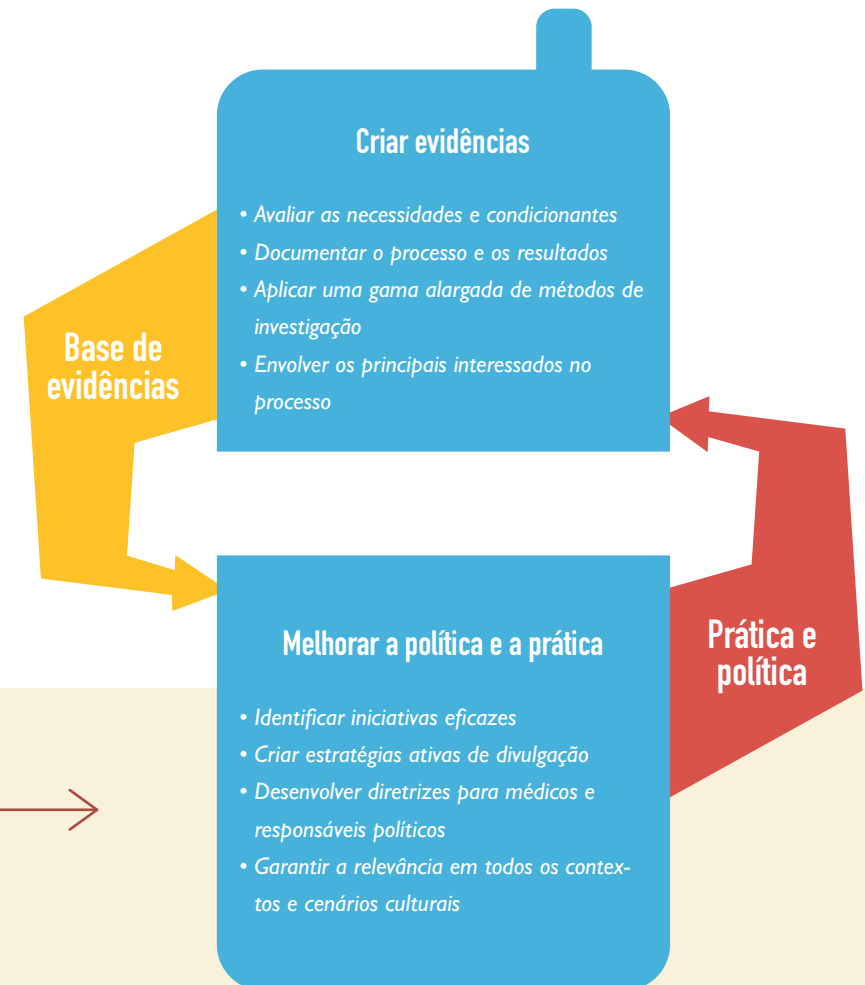 Criar evidências
• Avaliar as necessidades e condicionantes
• Documentar o processo e os resultados
• Aplicar uma gama alargada de métodos de
investigação
• Envolver os principais interessados no
processo
Base de
evidências
Melhorar a política e a prática
• Identificar iniciativas eficazes
• Criar estratégias ativas de divulgação
• Desenvolver diretrizes para médicos e
responsáveis políticos
• Garantir a relevância em todos os contex-
tos e cenários culturais
Prática e
política